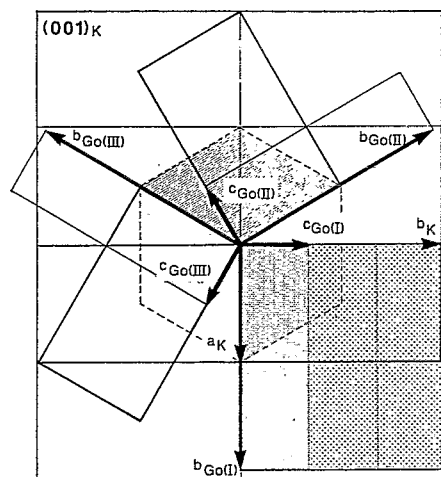 (001)K
bGo(III)
bGo(II)
cGo(II)
cGo(I)
bK
cGo(III)
aK
bGo(I)